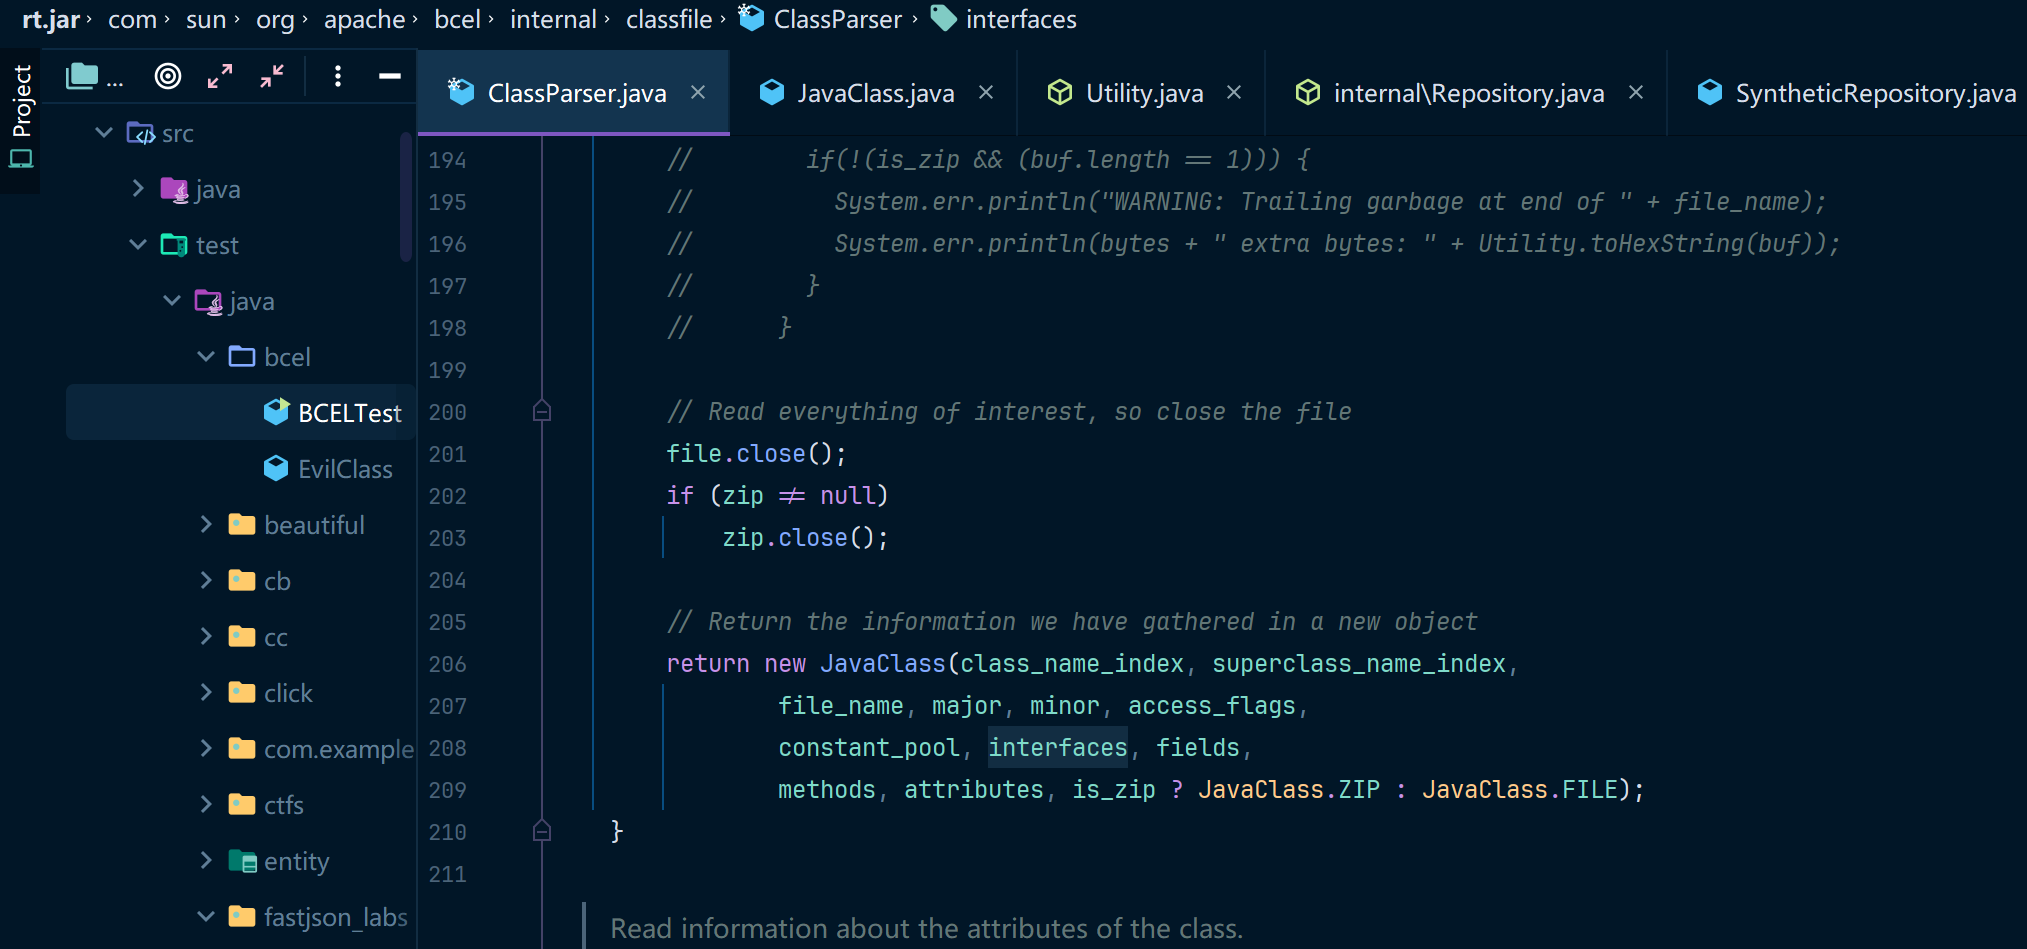 rt.jar › com › sun › org › apache › bcel › internal › classfile › ClassParser › interfaces
Project
...
ClassParser.java
JavaClass.java
Utility.java
internal\Repository.java
SyntheticRepository.java
src
java
test
java
bcel
BCELTest
EvilClass
beautiful
cb
cc
click
com.example
ctfs
entity
fastjson_labs
194 // if(!(is_zip && (buf.length == 1))) {
195 // System.err.println("WARNING: Trailing garbage at end of " + file_name);
196 // System.err.println(bytes + " extra bytes: " + Utility.toHexString(buf));
197 // }
198 // }
199
200 // Read everything of interest, so close the file
201 file.close();
202 if (zip != null)
203 zip.close();
204
205 // Return the information we have gathered in a new object
206 return new JavaClass(class_name_index, superclass_name_index,
207 file_name, major, minor, access_flags,
208 constant_pool, interfaces, fields,
209 methods, attributes, is_zip ? JavaClass.ZIP : JavaClass.FILE);
210 }
211
Read information about the attributes of the class.